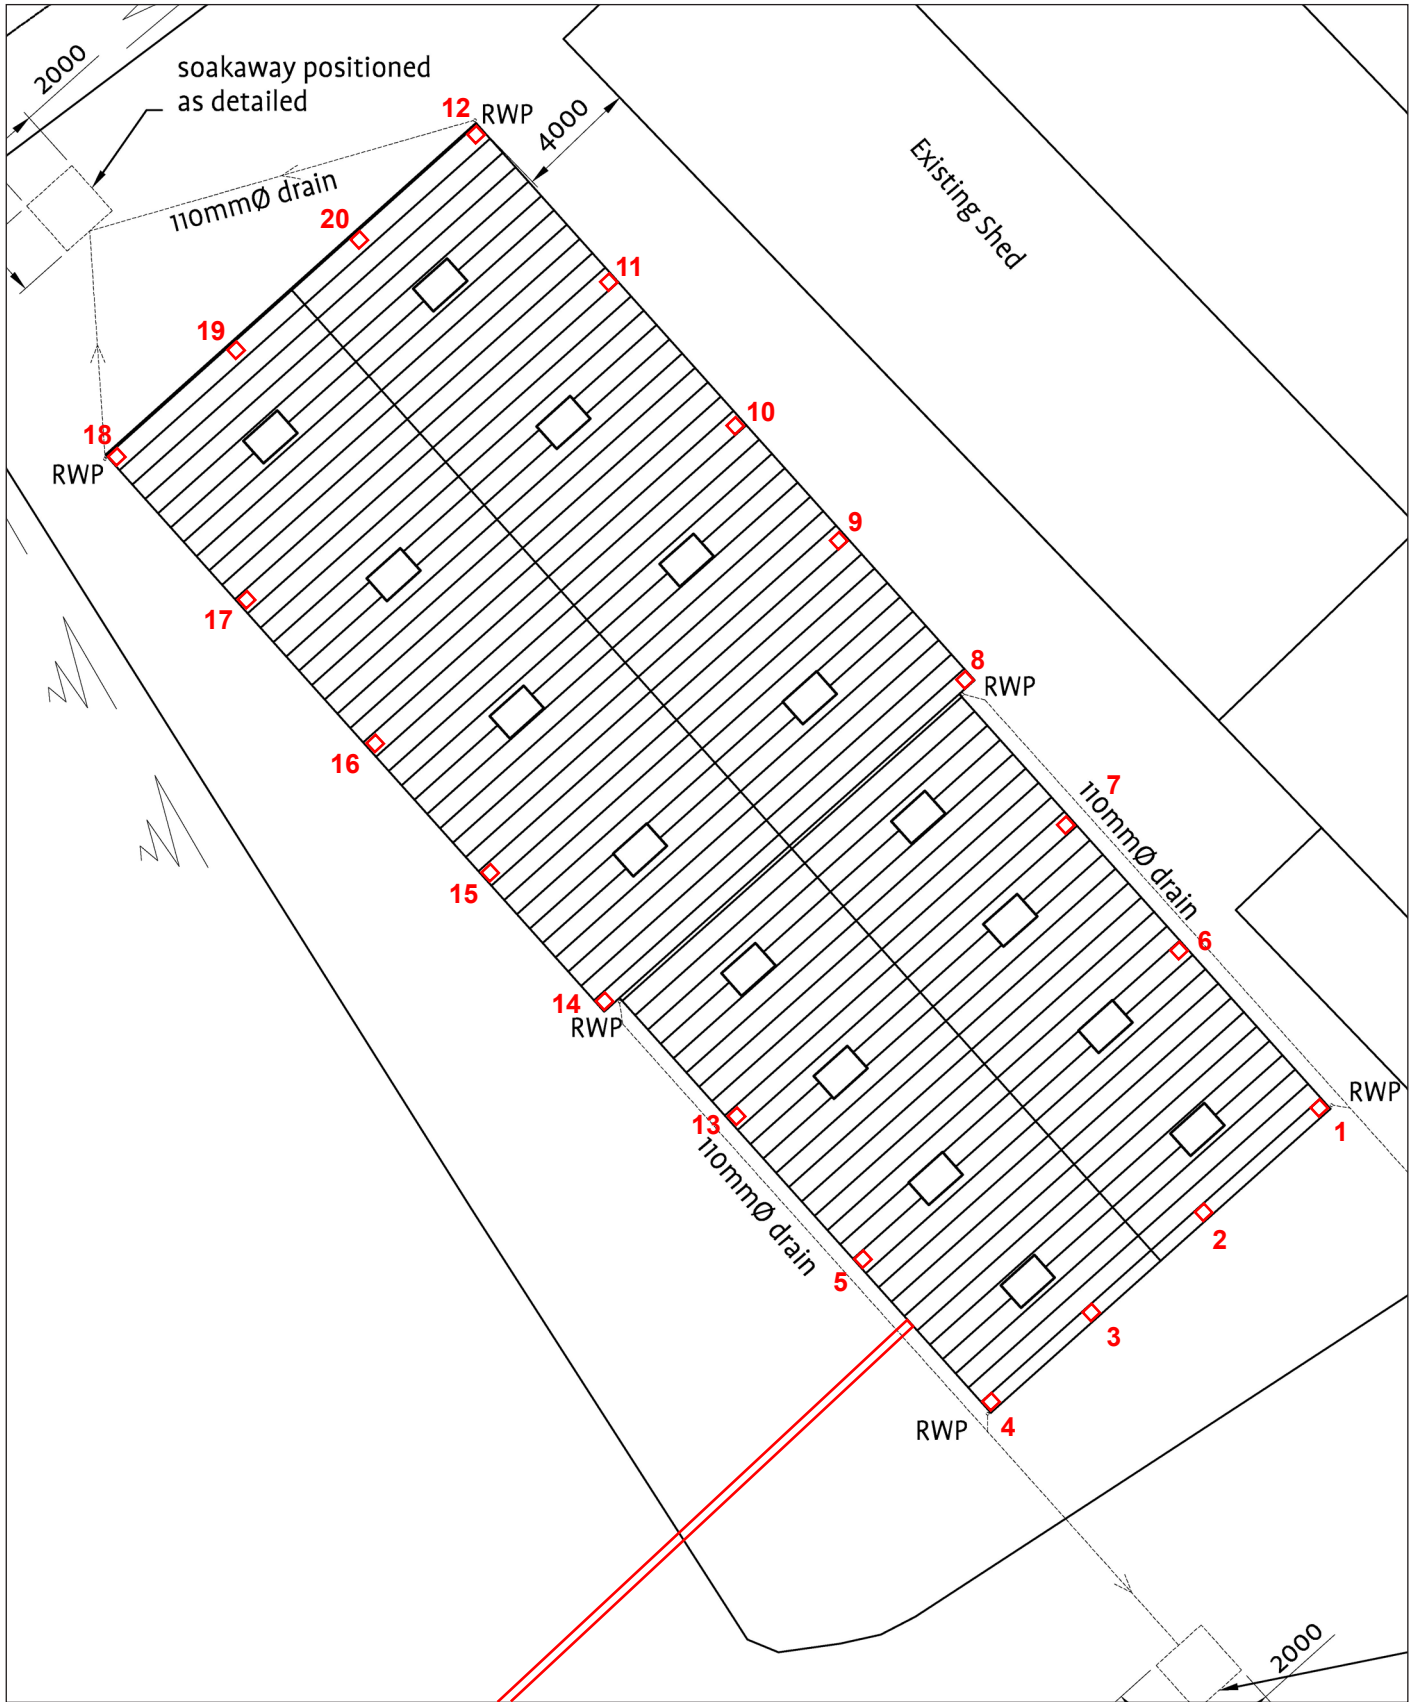 2000
soakaway positioned
as detailed
12
RWP
4000
Existing Shed
110mmØ drain
20
11
19
10
18
RWP
9
17
8
RWP
16
7
110mmØ drain
15
6
14
RWP
13
110mmØ drain
RWP
1
2
5
3
4
RWP
2000